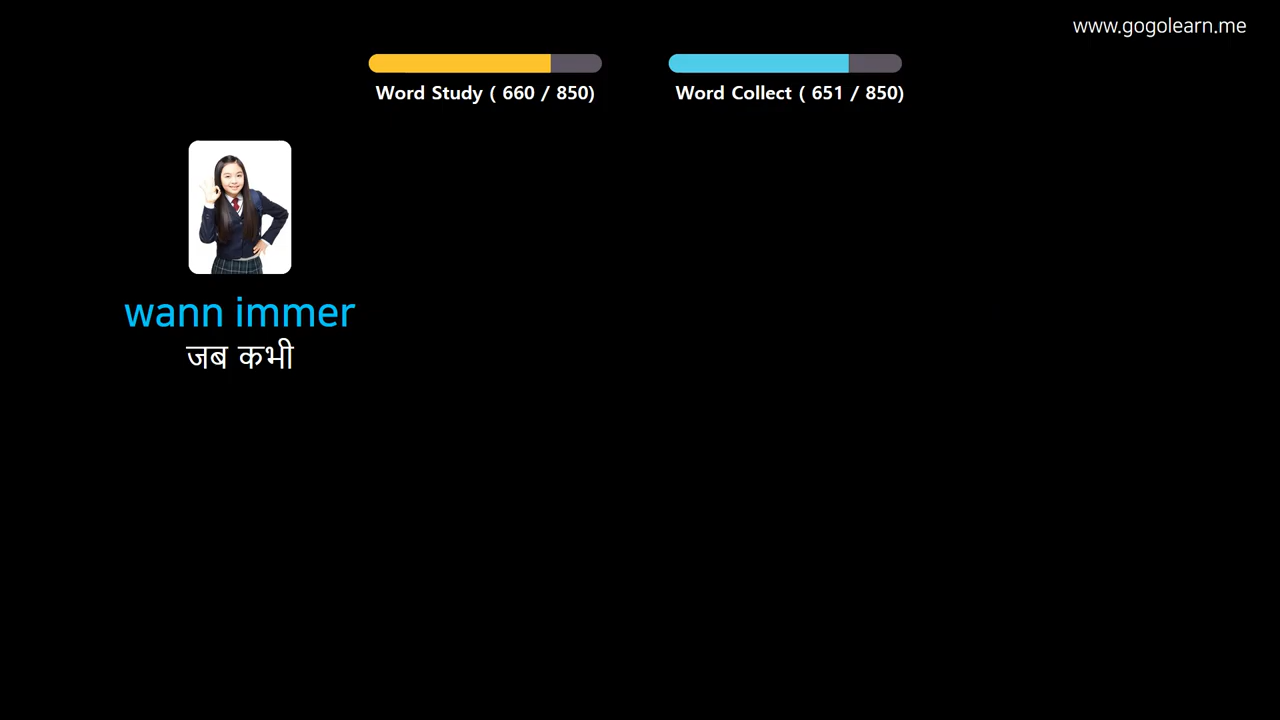 www.gogolearn.me
Word Study ( 660 / 850)
Word Collect ( 651 / 850)
wann immer
जब कभी